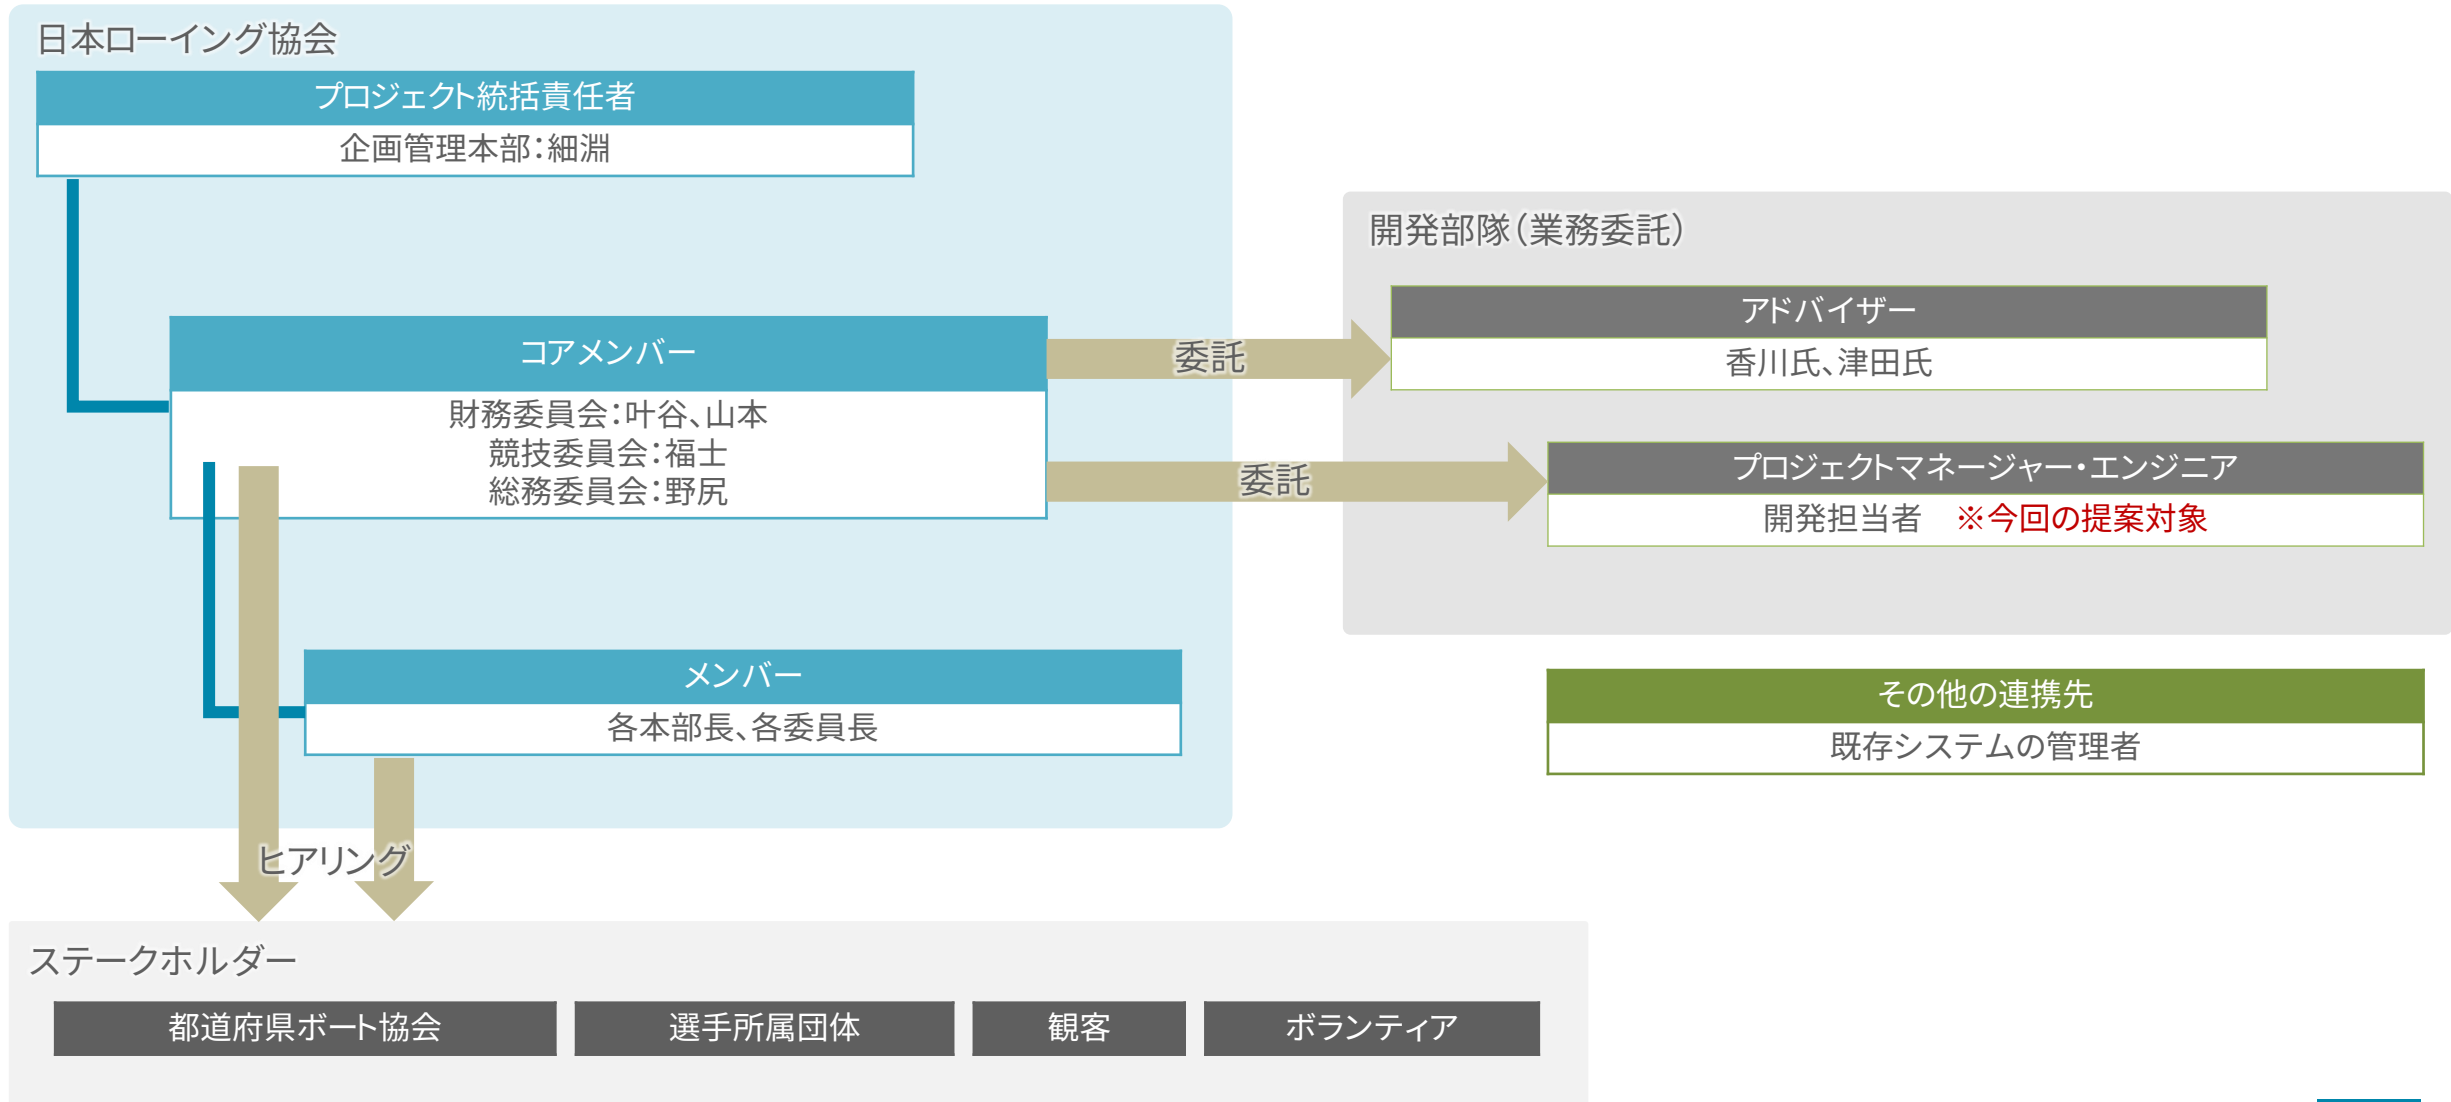 日本ローイング協会
プロジェクト統括責任者
企画管理本部：細淵
コアメンバー
財務委員会：叶谷、山本
競技委員会：福士
総務委員会：野尻
メンバー
各本部長、各委員長
委託
委託
開発部隊（業務委託）
アドバイザー
香川氏、津田氏
プロジェクトマネージャー・エンジニア
開発担当者　※今回の提案対象
その他の連携先
既存システムの管理者
ヒアリング
ステークホルダー
都道府県ボート協会
選手所属団体
観客
ボランティア